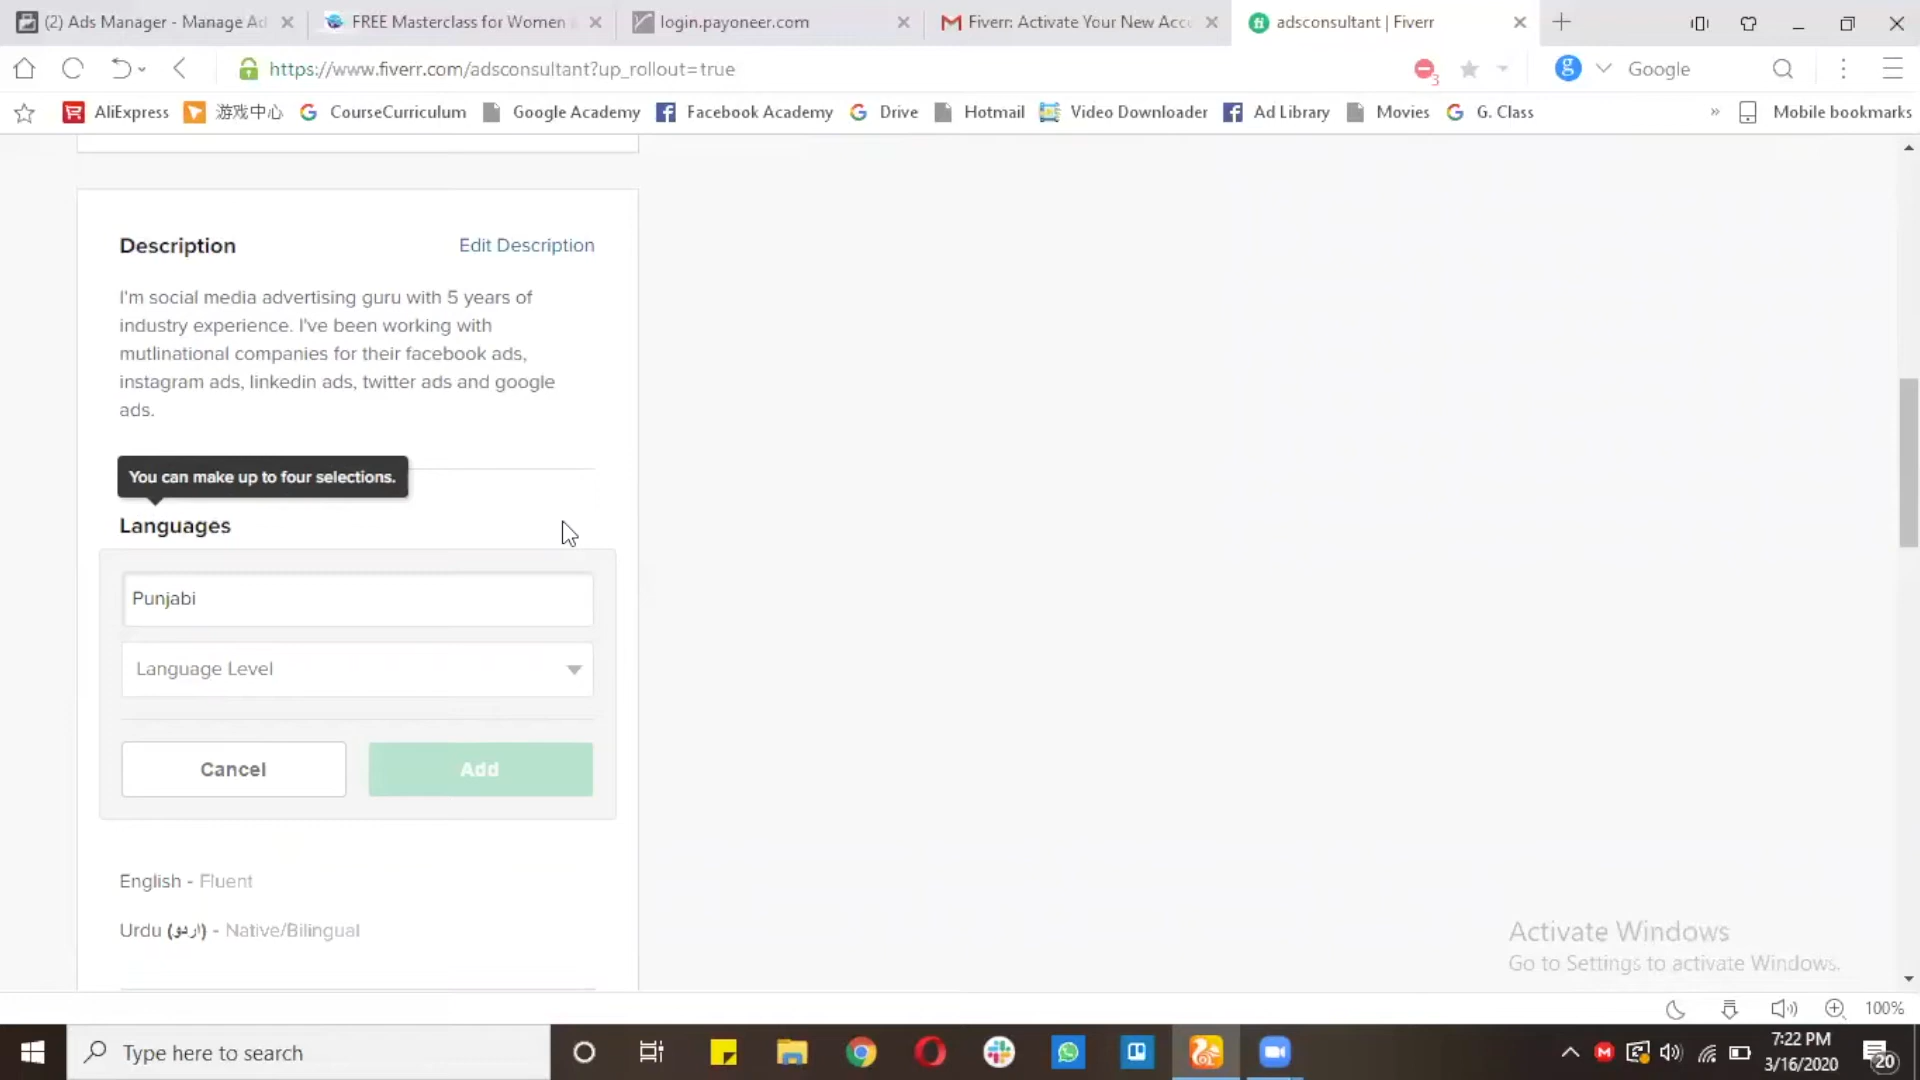 (2) Ads Manager - Manage Ad
FREE Masterclass for Women
login.payoneer.com
Fiverr: Activate Your New Acc
adsconsultant | Fiverr
https://www.fiverr.com/adsconsultant?up_rollout=true
3
Google
AliExpress
游戏中心
CourseCurriculum
Google Academy
Facebook Academy
Drive
Hotmail
Video Downloader
Ad Library
Movies
G. Class
Mobile bookmarks
Description
Edit Description
I'm social media advertising guru with 5 years of
industry experience. I've been working with
mutlinational companies for their facebook ads,
instagram ads, linkedin ads, twitter ads and google
ads.
You can make up to four selections.
Languages
Punjabi
Language Level
Cancel
Add
English - Fluent
Urdu (اردو) - Native/Bilingual
Activate Windows
Go to Settings to activate Windows.
100%
Type here to search
7:22 PM
3/16/2020
20